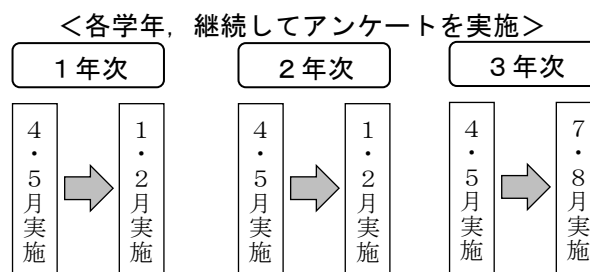 ＜各学年，継続してアンケートを実施＞
１年次
２年次
３年次
４・５月実施
１・２月実施
４・５月実施
１・２月実施
４・５月実施
７・８月実施